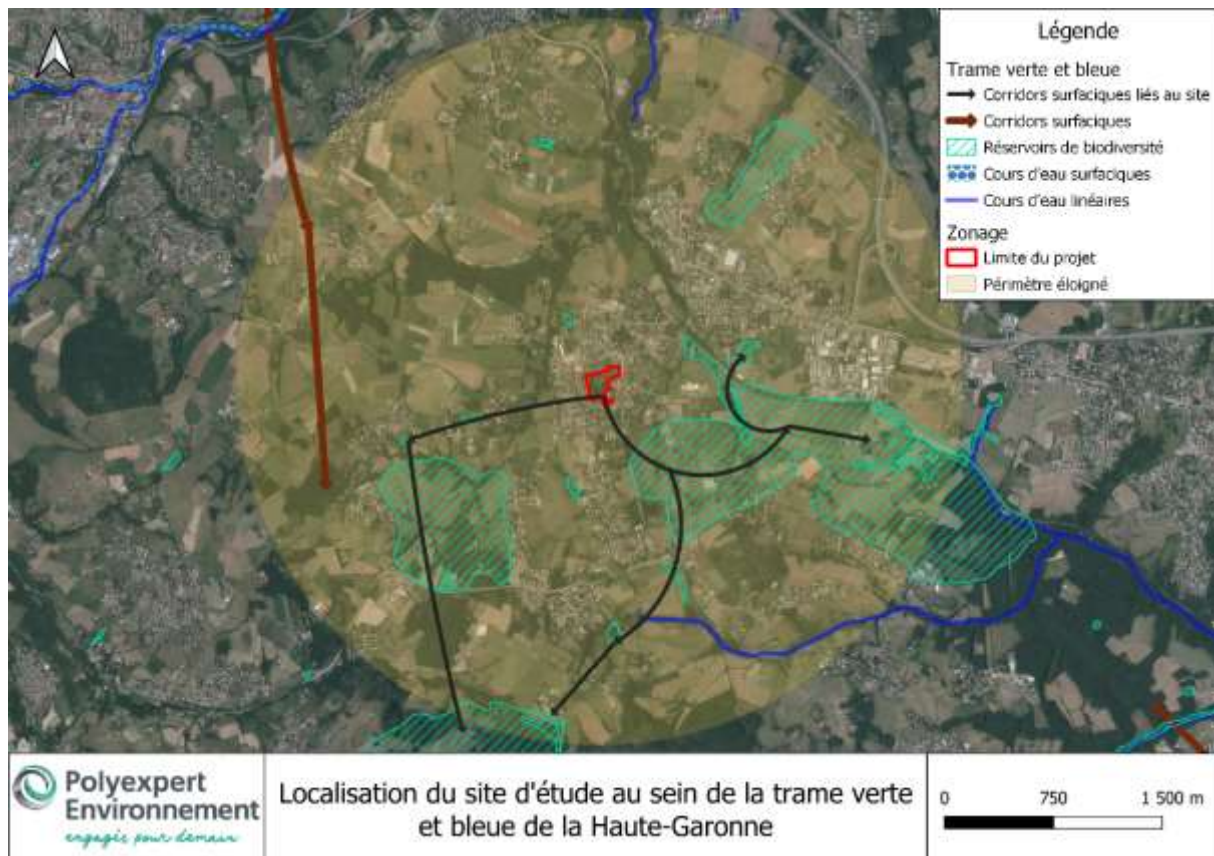 Légende
Trame verte et bleue
Corridors surfaciques liés au site
Corridors surfaciques
Réservoirs de biodiversité
Cours d'eau surfaciques
Cours d'eau linéaires
Zonage
Limite du projet
Périmètre éloigné
Polyexpert
Environnement
engagés pour demain
Localisation du site d'étude au sein de la trame verte
et bleue de la Haute-Garonne
0 750 1 500 m